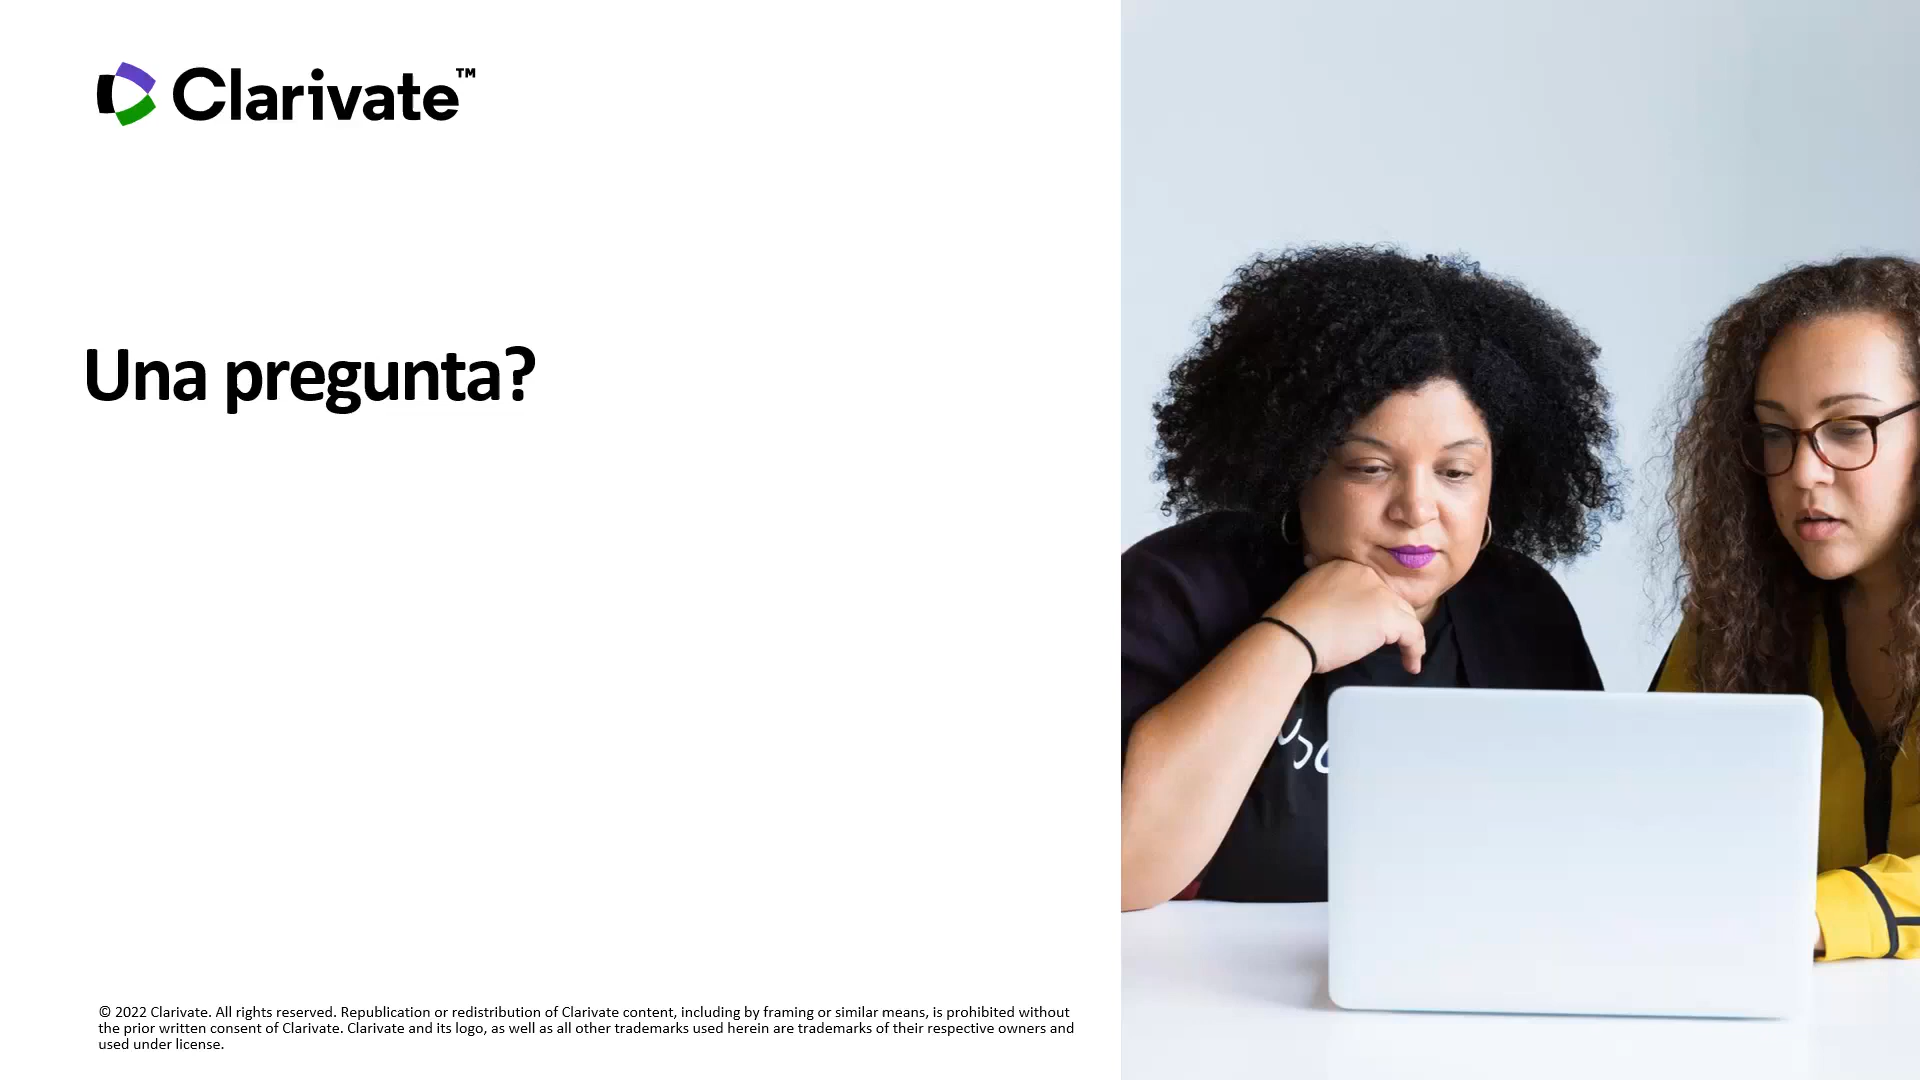 Clarivate™
Una pregunta?
© 2022 Clarivate. All rights reserved. Republication or redistribution of Clarivate content, including by framing or similar means, is prohibited without
the prior written consent of Clarivate. Clarivate and its logo, as well as all other trademarks used herein are trademarks of their respective owners and
used under license.